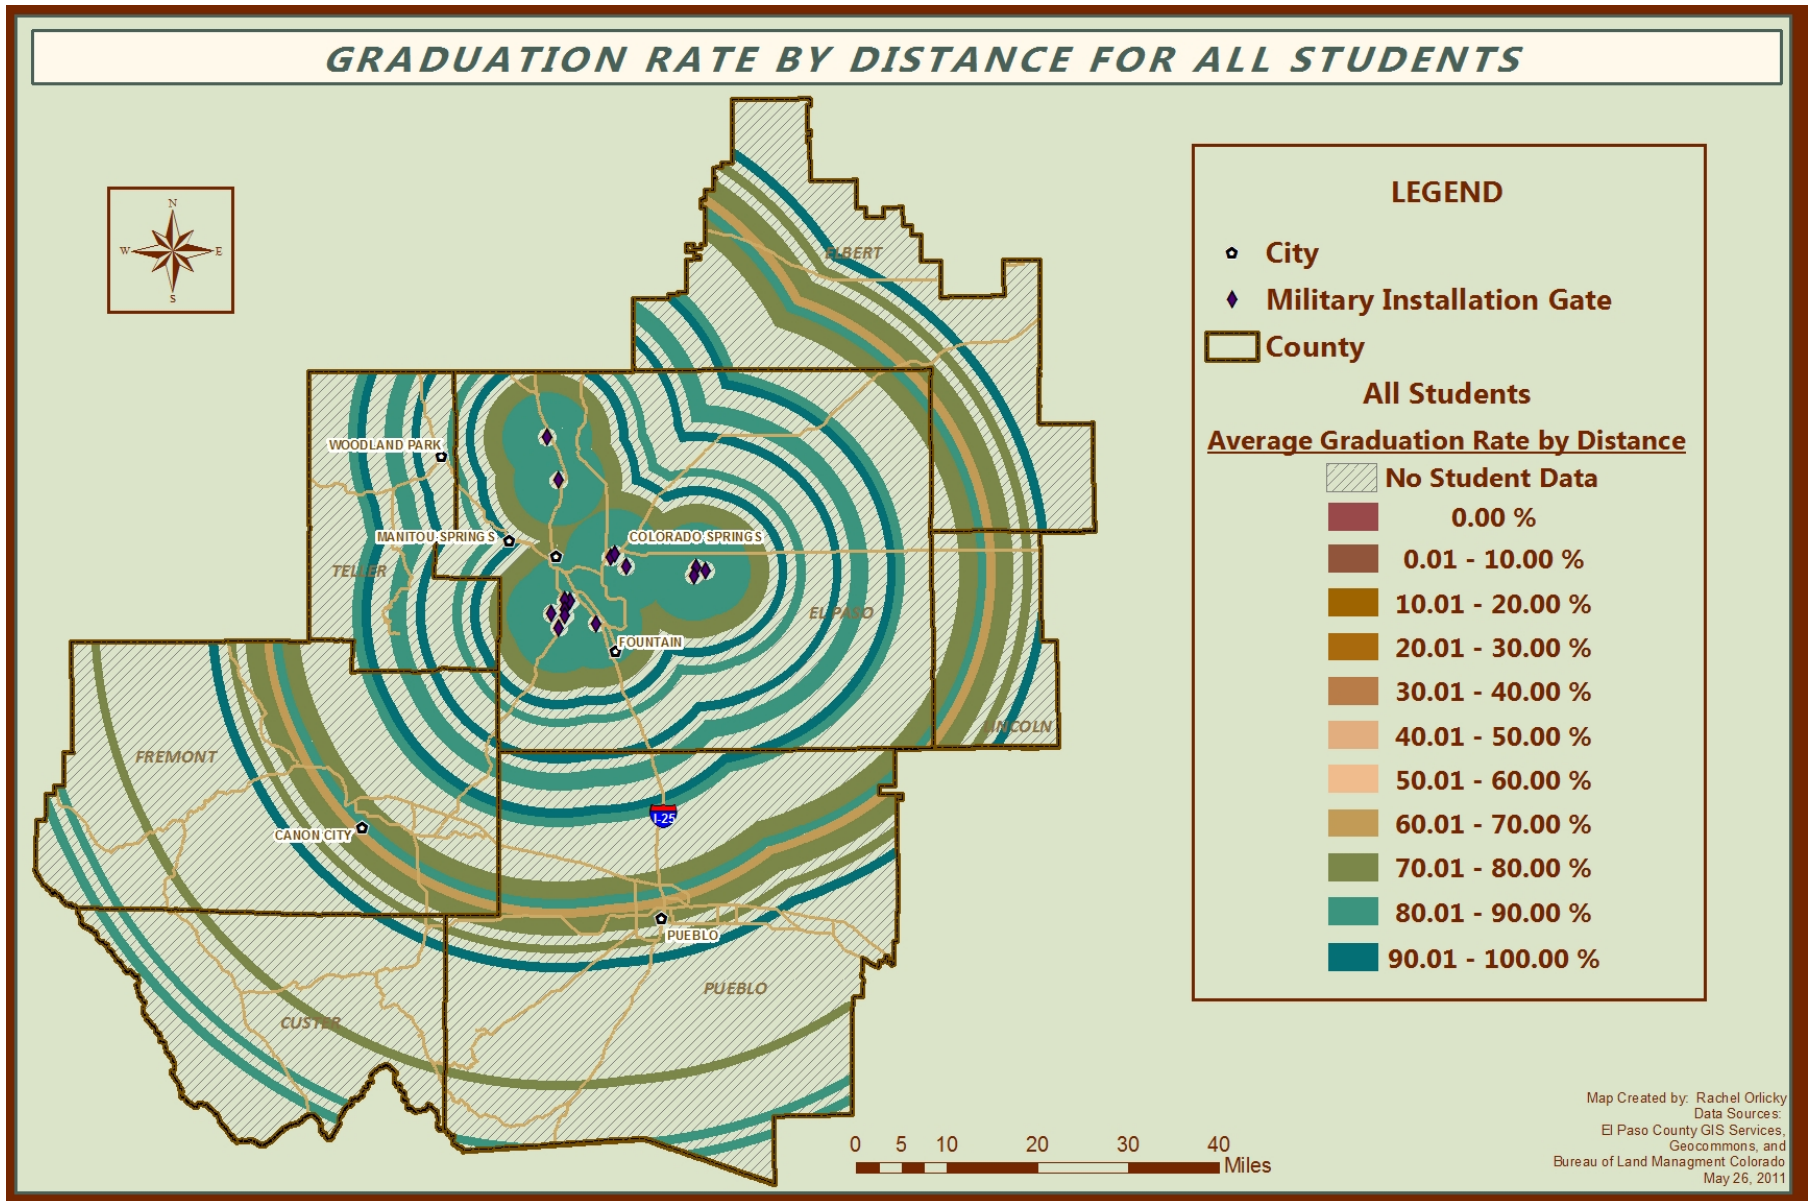 GRADUATION RATE BY DISTANCE FOR ALL STUDENTS
N
W
E
S
ELBERT
WOODLAND PARK
MANITOU SPRINGS
COLORADO SPRINGS
TELLER
EL PASO
FOUNTAIN
LINCOLN
FREMONT
I-25
CANON CITY
PUEBLO
PUEBLO
CUSTER
LEGEND
City
Military Installation Gate
County
All Students
Average Graduation Rate by Distance
No Student Data
0.00 %
0.01 - 10.00 %
10.01 - 20.00 %
20.01 - 30.00 %
30.01 - 40.00 %
40.01 - 50.00 %
50.01 - 60.00 %
60.01 - 70.00 %
70.01 - 80.00 %
80.01 - 90.00 %
90.01 - 100.00 %
0 5 10 20 30 40
Miles
Map Created by: Rachel Orlicky
Data Sources:
El Paso County GIS Services,
Geocommons, and
Bureau of Land Managment Colorado
May 26, 2011